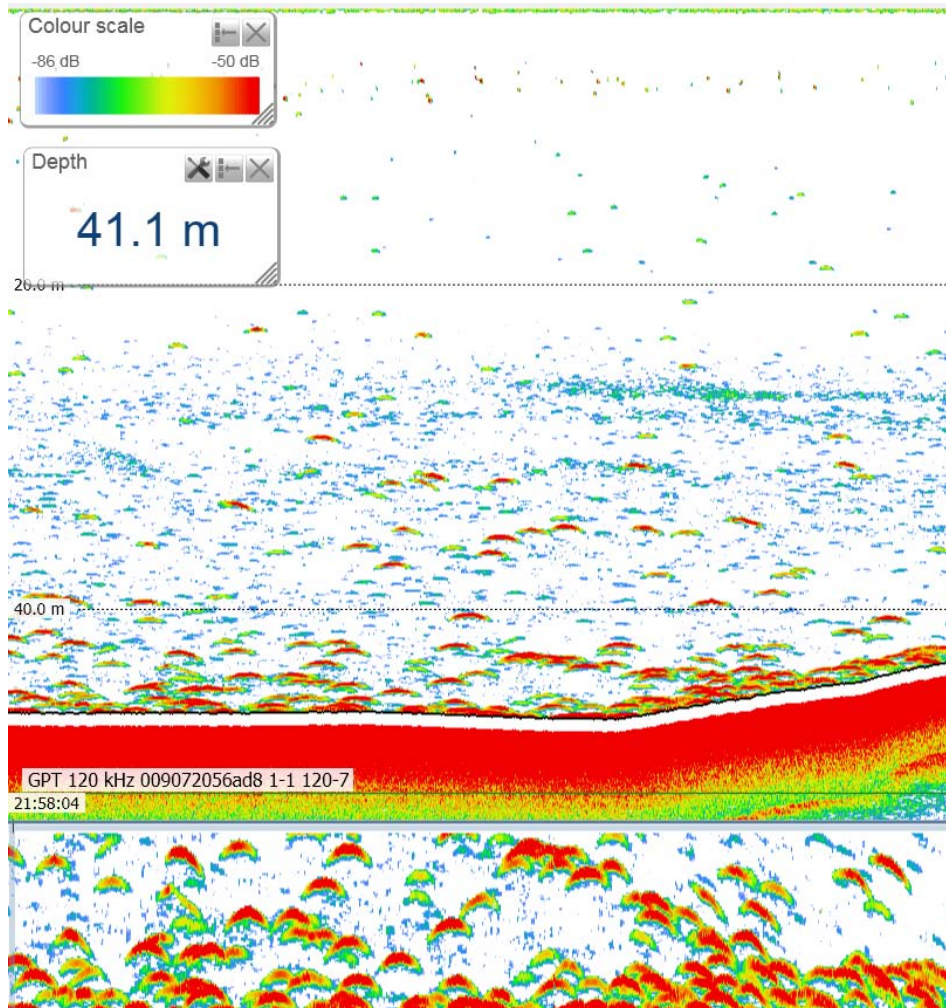 Colour scale
-86 dB -50 dB
Depth
41.1 m
20.0 m
40.0 m
GPT 120 kHz 009072056ad8 1-1 120-7
21:58:04